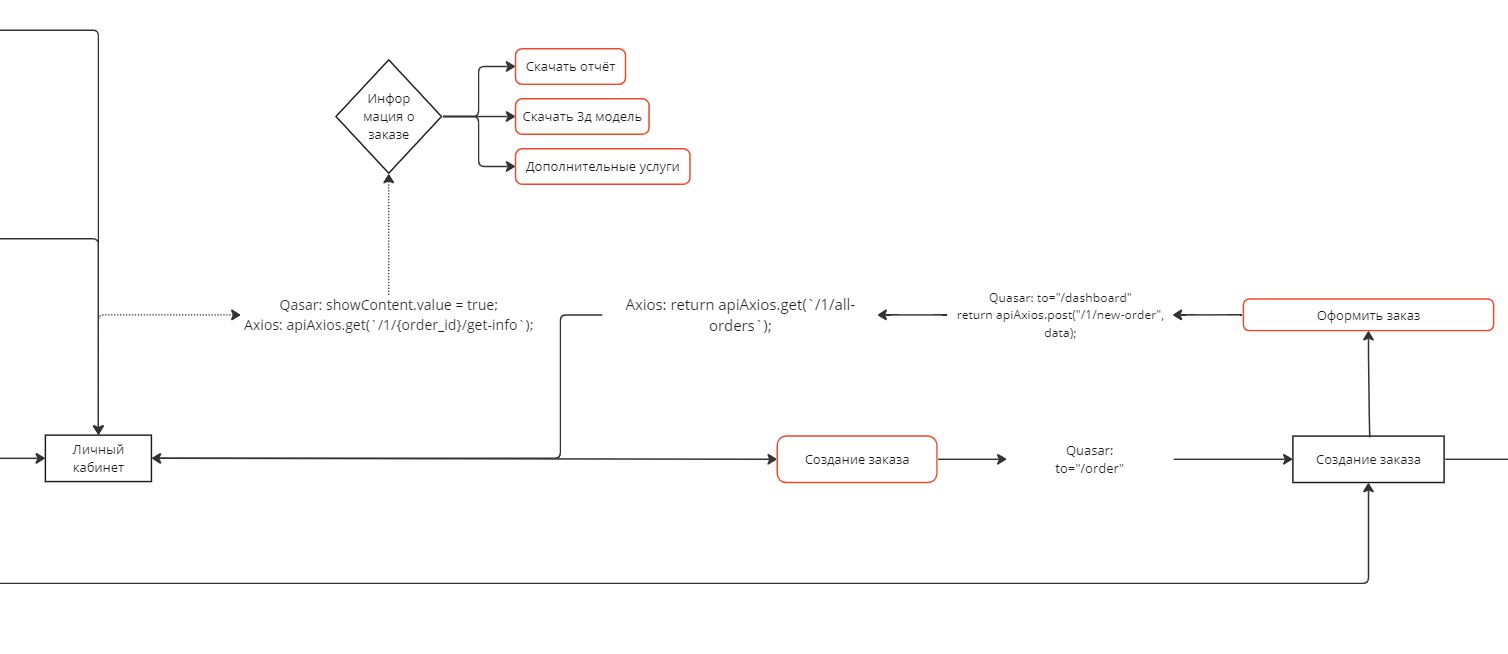 Скачать отчёт
Инфор
мация о
заказе
Скачать 3д модель
Дополнительные услуги
Qasar: showContent.value = true;
Axios: apiAxios.get(`/1/{order_id}/get-info`);
Axios: return apiAxios.get(`/1/all-
orders`);
Quasar: to="/dashboard"
return apiAxios.post("/1/new-order",
data);
Оформить заказ
Личный
кабинет
Создание заказа
Quasar:
to="/order"
Создание заказа